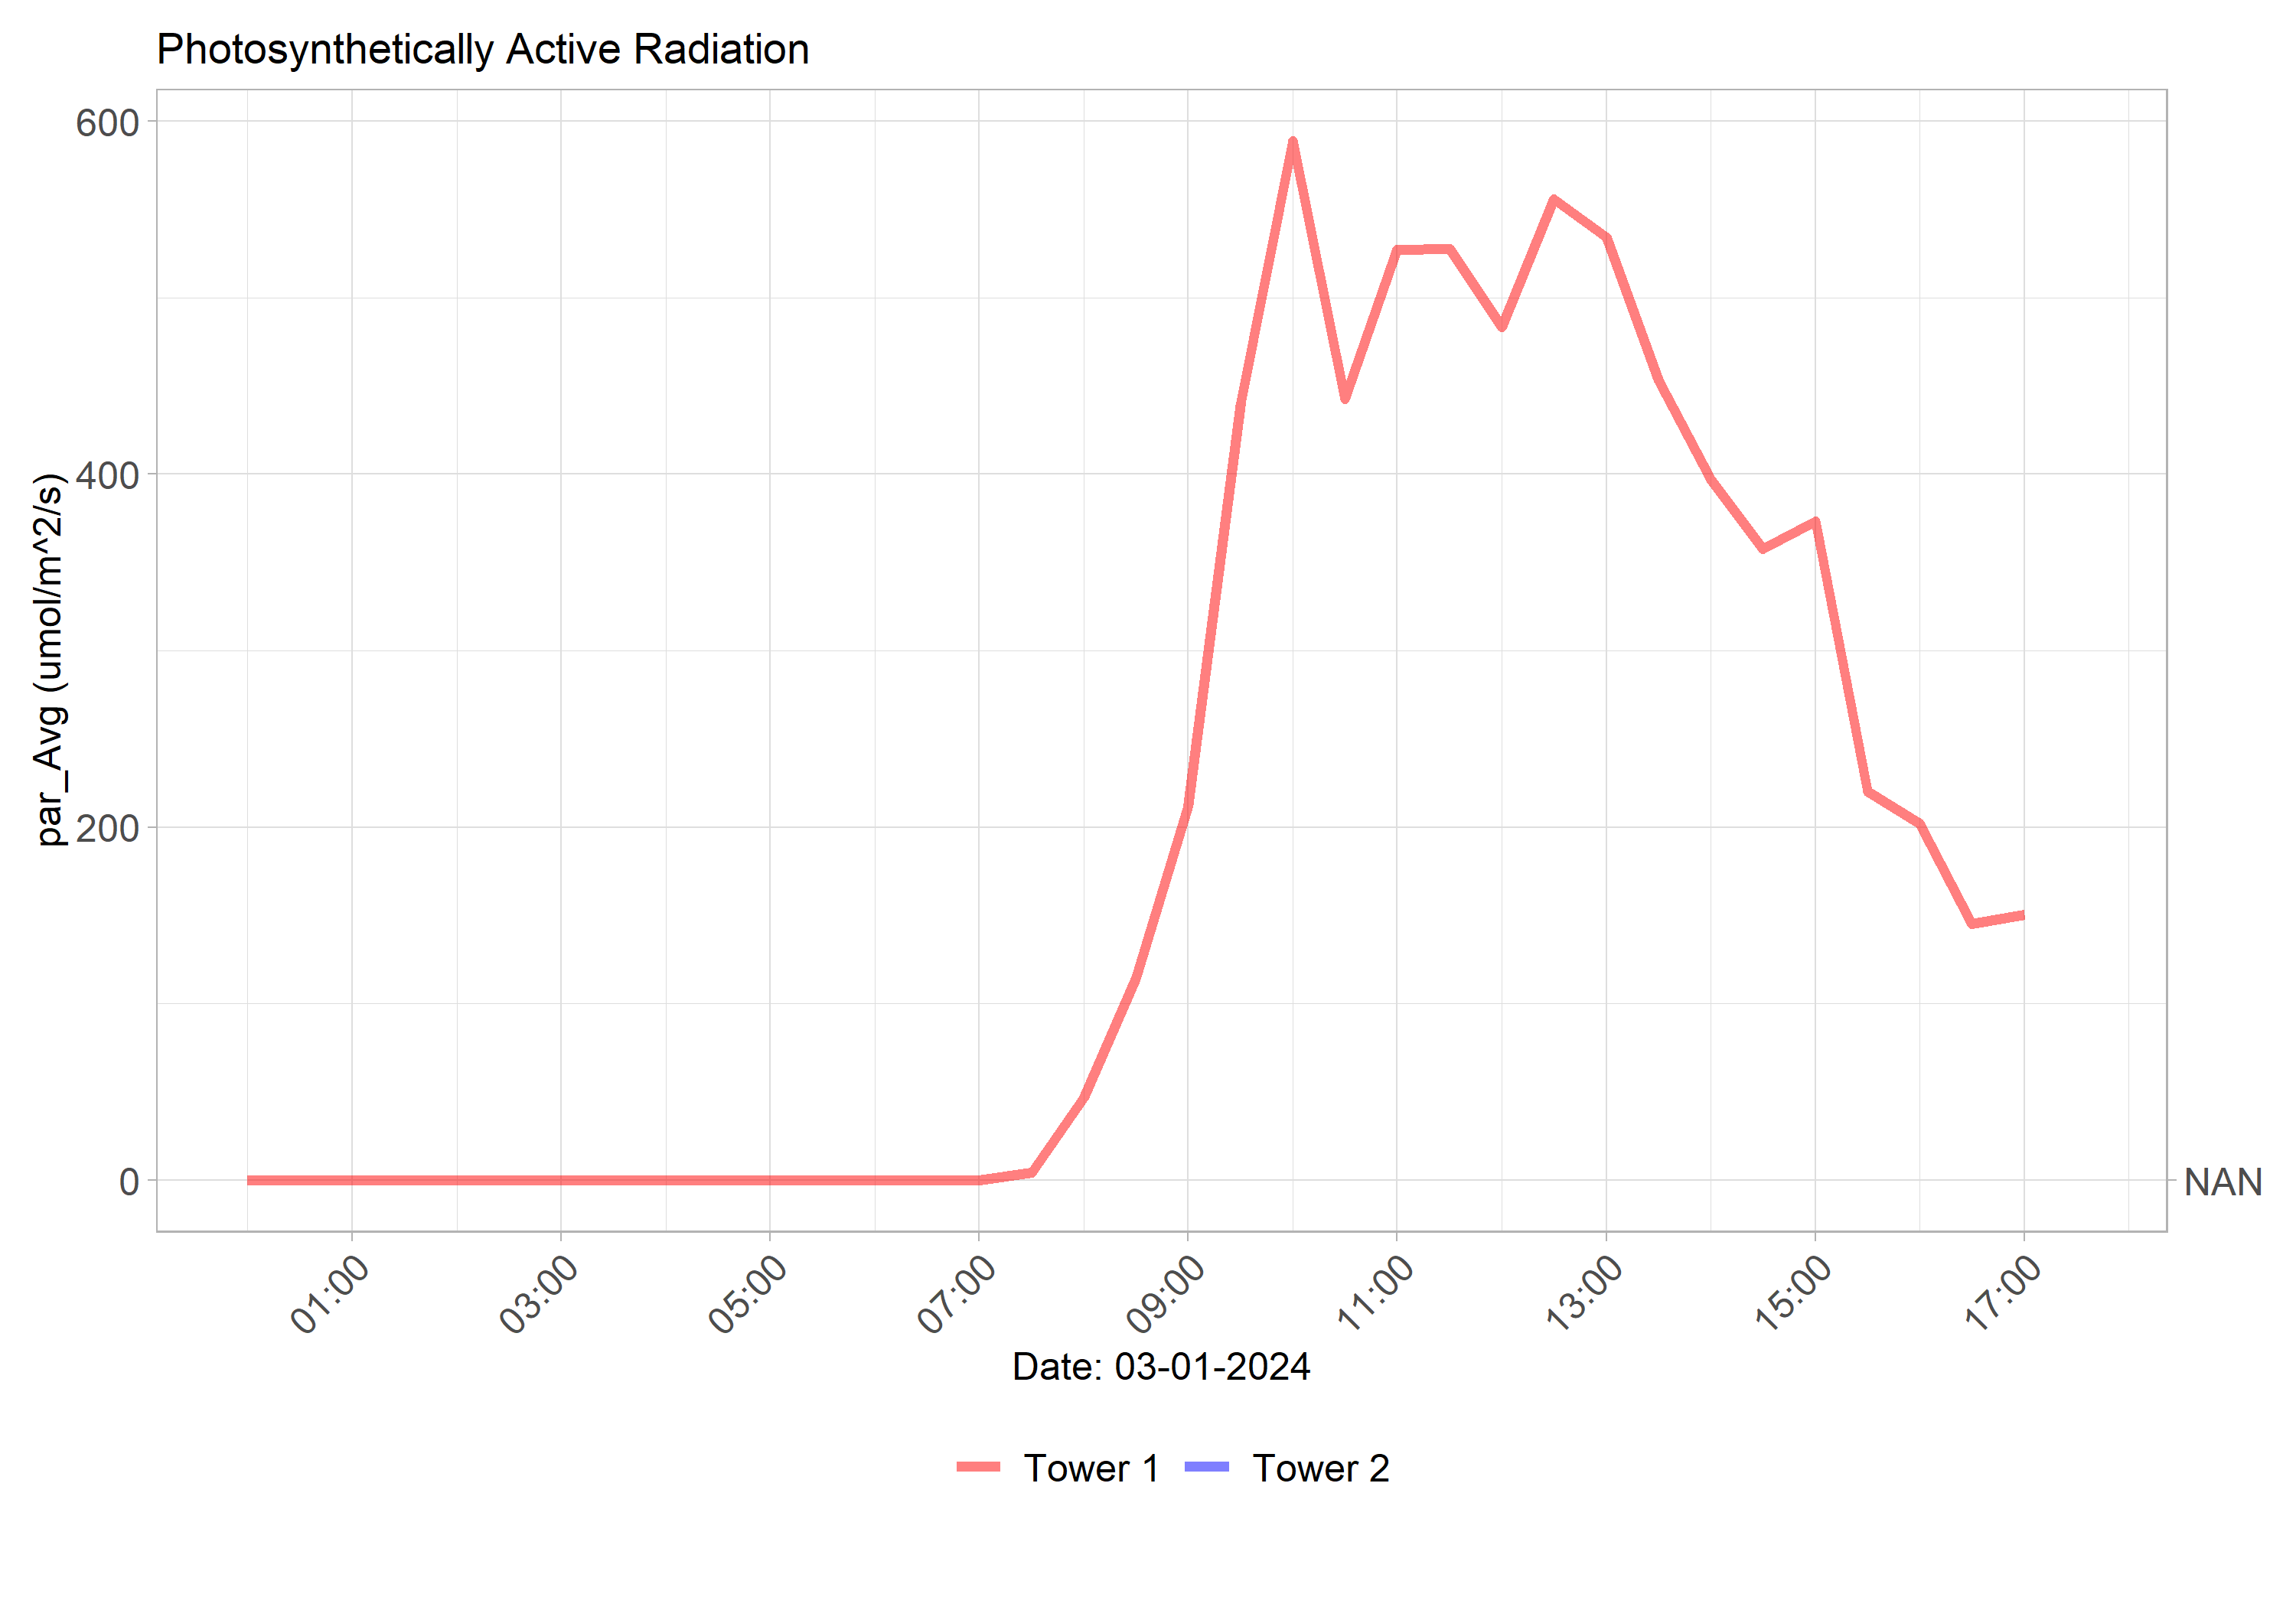 Photosynthetically Active Radiation
par_Avg (umol/m^2/s)
600
400
200
0
NAN
01:00 03:00 05:00 07:00 09:00 11:00 13:00 15:00 17:00
Date: 03-01-2024
Tower 1 Tower 2